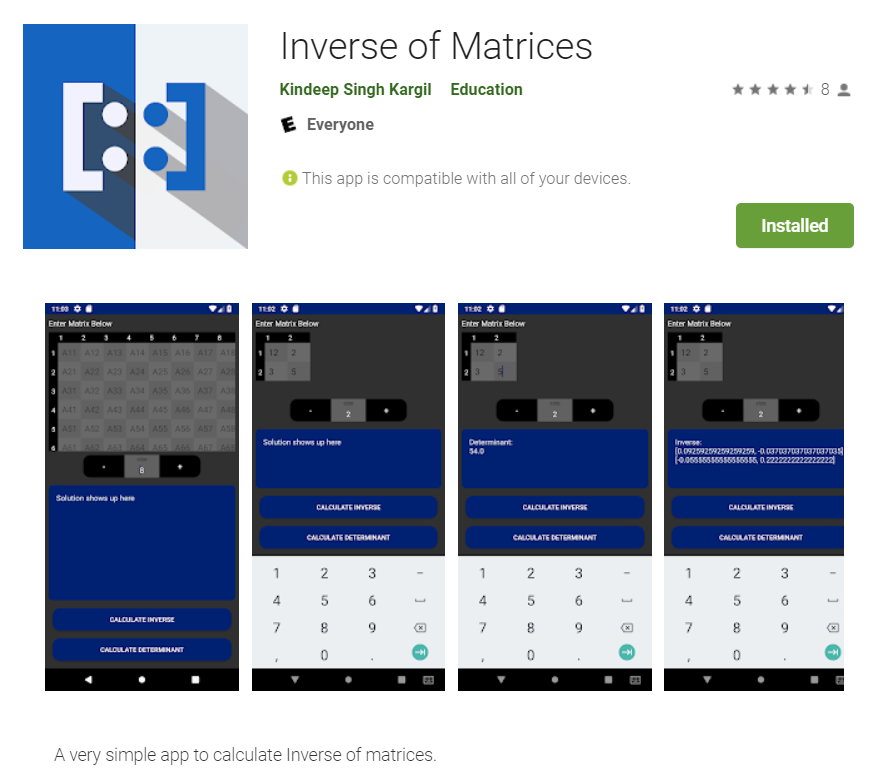 Inverse of Matrices
Kindeep Singh Kargil Education 8
E Everyone
This app is compatible with all of your devices.
Installed
11:03
Enter Matrix Below
1 2 3 4 5 6 7 8
1 A11 A12 A13 A14 A15 A16 A17 A18
2 A21 A22 A23 A24 A25 A26 A27 A28
3 A31 A32 A33 A34 A35 A36 A37 A38
4 A41 A42 A43 A44 A45 A46 A47 A48
5 A51 A52 A53 A54 A55 A56 A57 A58
6 A61 A62 A63 A64 A65 A66 A67 A68
- 8 +
Solution shows up here
CALCULATE INVERSE
CALCULATE DETERMINANT
11:02
Enter Matrix Below
1 2
1 12 2
2 3 5
- 2 +
Solution shows up here
CALCULATE INVERSE
CALCULATE DETERMINANT
1 2 3 -
4 5 6
7 8 9
, 0 .
11:02
Enter Matrix Below
1 2
1 12 2
2 3 5
- 2 +
Determinant:
54.0
CALCULATE INVERSE
CALCULATE DETERMINANT
1 2 3 -
4 5 6
7 8 9
, 0 .
11:02
Enter Matrix Below
1 2
1 12 2
2 3 5
- 2 +
Inverse:
[0.09259259259259259, -0.037037037037037035]
[-0.05555555555555555, 0.2222222222222222]
CALCULATE INVERSE
CALCULATE DETERMINANT
1 2 3 -
4 5 6
7 8 9
, 0 .
A very simple app to calculate Inverse of matrices.